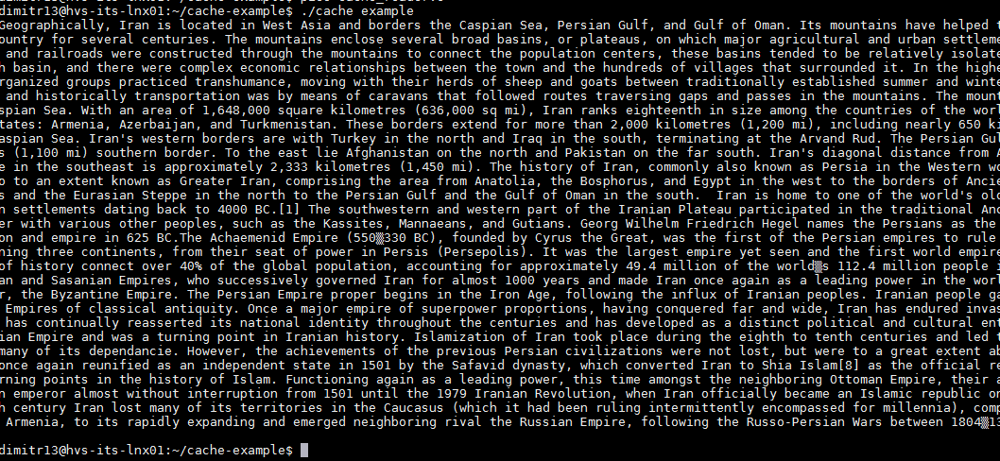 dimitr13@hvs-its-lnx01:~/cache-example$ ./cache example
Geographically, Iran is located in West Asia and borders the Caspian Sea, Persian Gulf, and Gulf of Oman. Its mountains have helped
ountry for several centuries. The mountains enclose several broad basins, or plateaus, on which major agricultural and urban settleme
and railroads were constructed through the mountains to connect the population centers, these basins tended to be relatively isolate
h basin, and there were complex economic relationships between the town and the hundreds of villages that surrounded it. In the highe
rganized groups practiced transhumance, moving with their herds of sheep and goats between traditionally established summer and winte
and historically transportation was by means of caravans that followed routes traversing gaps and passes in the mountains. The mount
spian Sea. With an area of 1,648,000 square kilometres (636,000 sq mi), Iran ranks eighteenth in size among the countries of the worl
tates: Armenia, Azerbaijan, and Turkmenistan. These borders extend for more than 2,000 kilometres (1,200 mi), including nearly 650 ki
aspian Sea. Iran's western borders are with Turkey in the north and Iraq in the south, terminating at the Arvand Rud. The Persian Gul
s (1,100 mi) southern border. To the east lie Afghanistan on the north and Pakistan on the far south. Iran's diagonal distance from A
e in the southeast is approximately 2,333 kilometres (1,450 mi). The history of Iran, commonly also known as Persia in the Western wo
o to an extent known as Greater Iran, comprising the area from Anatolia, the Bosphorus, and Egypt in the west to the borders of Ancie
s and the Eurasian Steppe in the north to the Persian Gulf and the Gulf of Oman in the south.  Iran is home to one of the world's old
n settlements dating back to 4000 BC.[1] The southwestern and western part of the Iranian Plateau participated in the traditional Anc
er with various other peoples, such as the Kassites, Mannaeans, and Gutians. Georg Wilhelm Friedrich Hegel names the Persians as the
on and empire in 625 BC.The Achaemenid Empire (550▒330 BC), founded by Cyrus the Great, was the first of the Persian empires to rule
ning three continents, from their seat of power in Persis (Persepolis). It was the largest empire yet seen and the first world empire
of history connect over 40% of the global population, accounting for approximately 49.4 million of the world▒s 112.4 million people i
an and Sasanian Empires, who successively governed Iran for almost 1000 years and made Iran once again as a leading power in the worl
r, the Byzantine Empire. The Persian Empire proper begins in the Iron Age, following the influx of Iranian peoples. Iranian people ga
Empires of classical antiquity. Once a major empire of superpower proportions, having conquered far and wide, Iran has endured invas
has continually reasserted its national identity throughout the centuries and has developed as a distinct political and cultural ent
ian Empire and was a turning point in Iranian history. Islamization of Iran took place during the eighth to tenth centuries and led t
many of its dependancie. However, the achievements of the previous Persian civilizations were not lost, but were to a great extent ab
once again reunified as an independent state in 1501 by the Safavid dynasty, which converted Iran to Shia Islam[8] as the official re
rning points in the history of Islam. Functioning again as a leading power, this time amongst the neighboring Ottoman Empire, their a
n emperor almost without interruption from 1501 until the 1979 Iranian Revolution, when Iran officially became an Islamic republic on
h century Iran lost many of its territories in the Caucasus (which it had been ruling intermittently encompassed for millennia), comp
Armenia, to its rapidly expanding and emerged neighboring rival the Russian Empire, following the Russo-Persian Wars between 1804▒13
dimitr13@hvs-its-lnx01:~/cache-example$